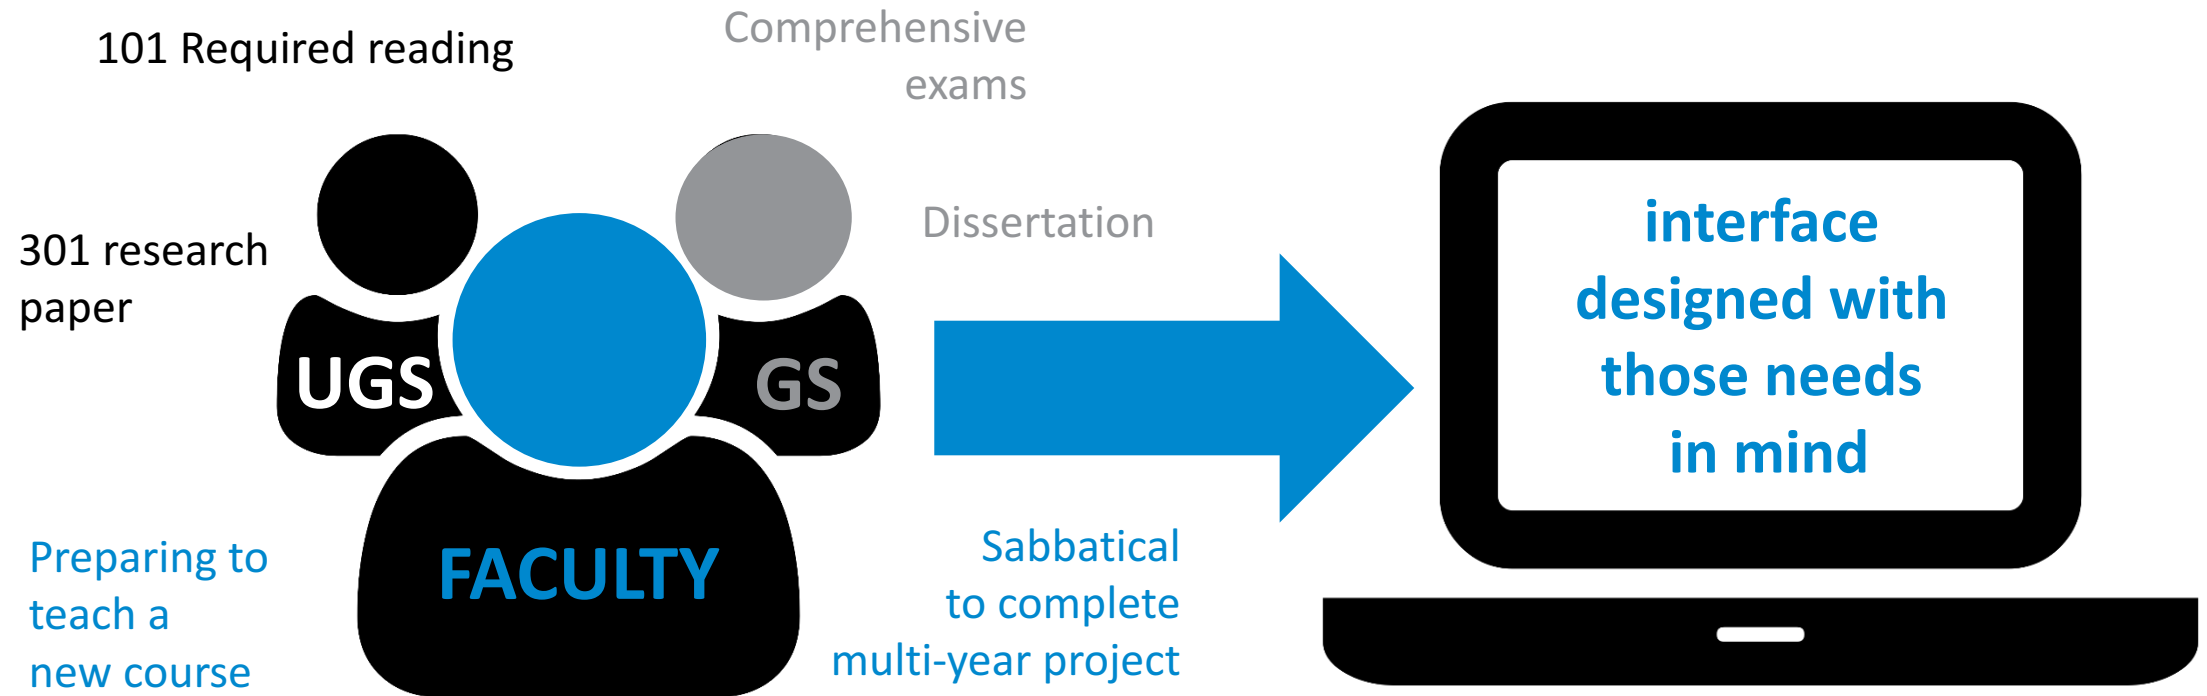 101 Required reading
Comprehensive
exams
301 research
paper
Dissertation
UGS
GS
FACULTY
Preparing to
teach a
new course
Sabbatical
to complete
multi-year project
interface
designed with
those needs
in mind